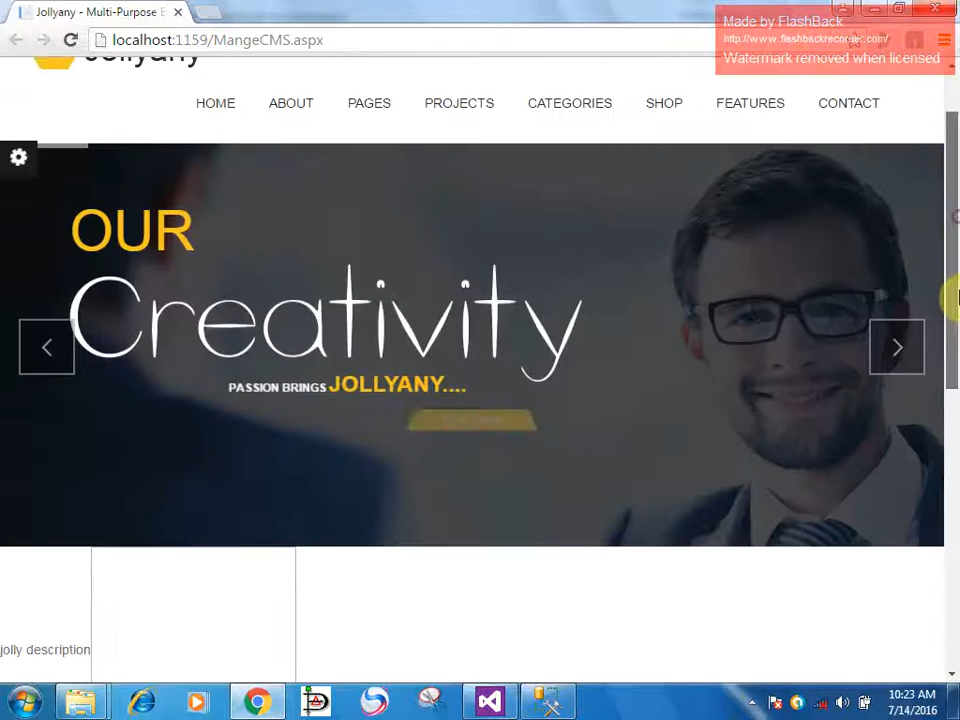 Jollyany - Multi-Purpose E
Made by FlashBack
http://www.flashbackrecorder.com/
Watermark removed when licensed
localhost:1159/MangeCMS.aspx
Jollyany
HOME ABOUT PAGES PROJECTS CATEGORIES SHOP FEATURES CONTACT
OUR
Creativity
PASSION BRINGS JOLLYANY....
jolly description
10:23 AM
7/14/2016